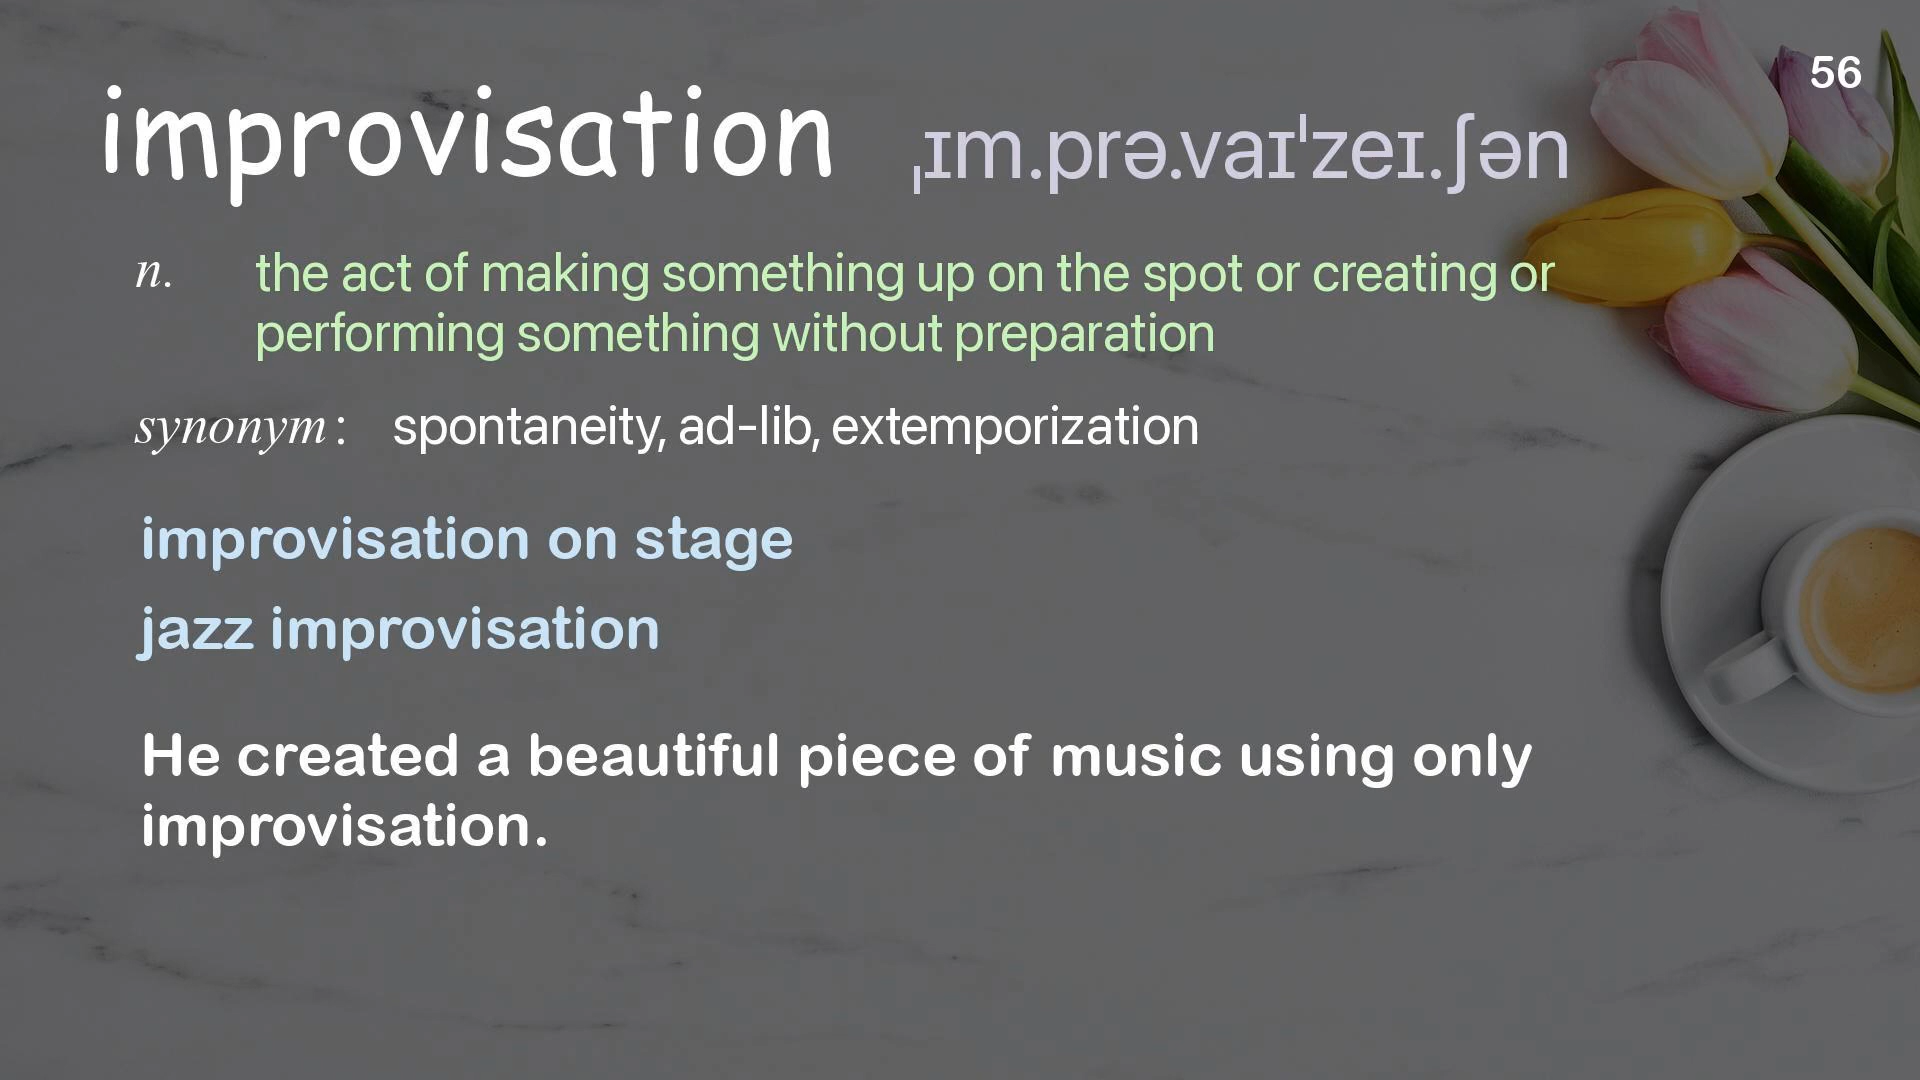 56
improvisation ˌɪm.prə.vaɪˈzeɪ.ʃən
n. the act of making something up on the spot or creating or
performing something without preparation
synonym : spontaneity, ad-lib, extemporization
improvisation on stage
jazz improvisation
He created a beautiful piece of music using only
improvisation.